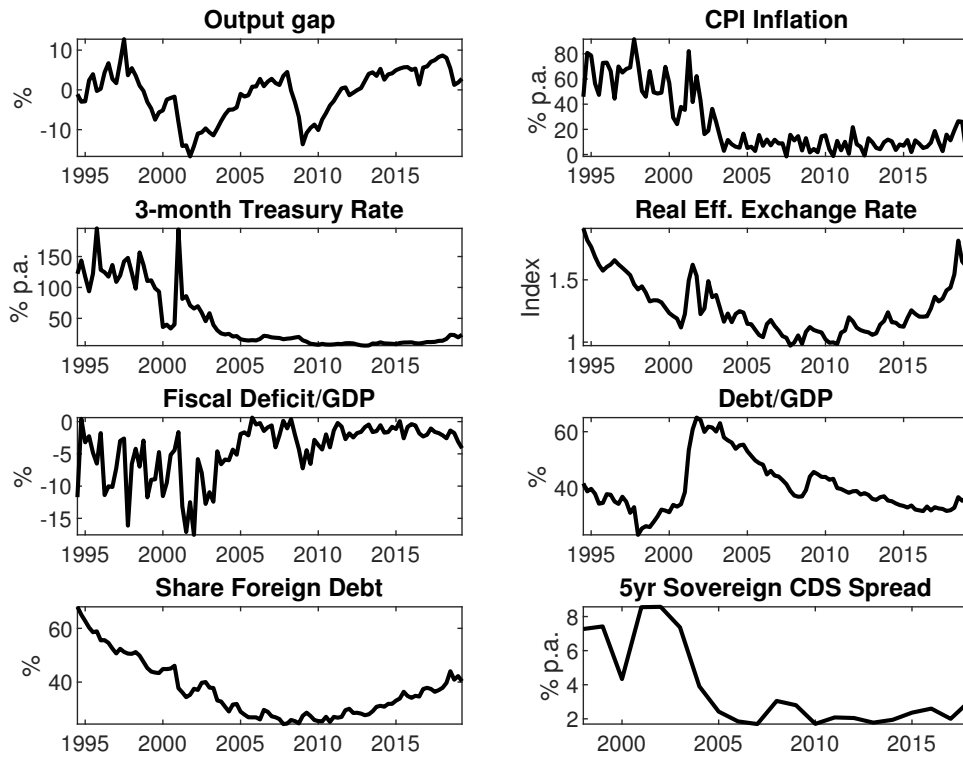 Output gap
%
10
0
-10
1995 2000 2005 2010 2015
CPI Inflation
% p.a.
80
60
40
20
0
1995 2000 2005 2010 2015
3-month Treasury Rate
% p.a.
150
100
50
1995 2000 2005 2010 2015
Real Eff. Exchange Rate
Index
1.5
1
1995 2000 2005 2010 2015
Fiscal Deficit/GDP
%
0
-5
-10
-15
1995 2000 2005 2010 2015
Debt/GDP
%
60
40
1995 2000 2005 2010 2015
Share Foreign Debt
%
60
40
1995 2000 2005 2010 2015
5yr Sovereign CDS Spread
% p.a.
8
6
4
2
2000 2005 2010 2015